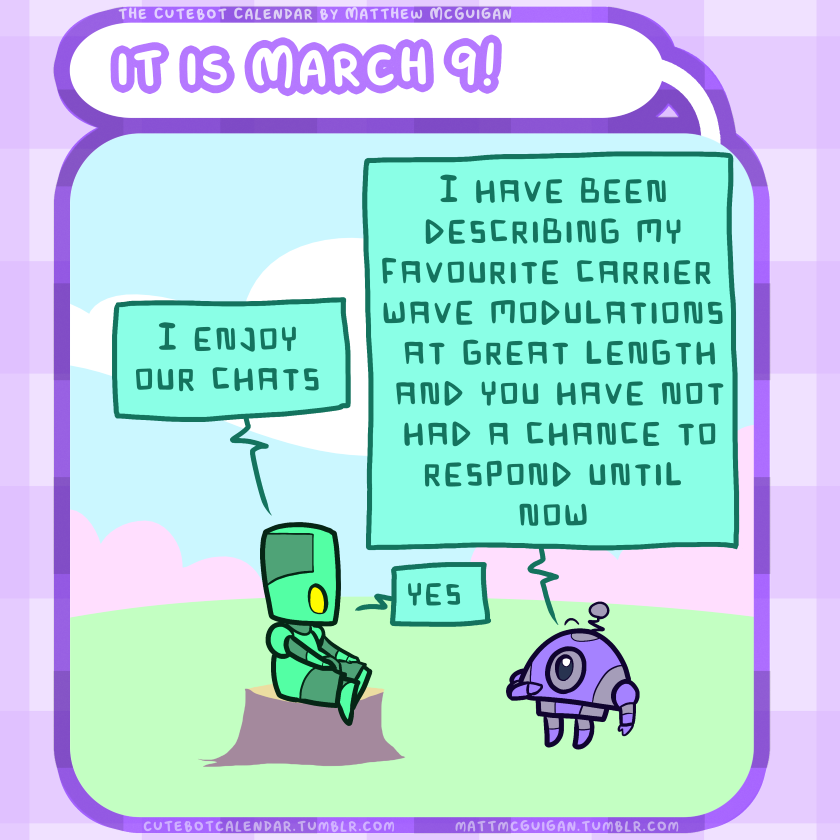 THE CUTEBOT CALENDAR BY MATTHEW MCGUIGAN
IT IS MARCH 9!
I ENJOY
OUR CHATS
I HAVE BEEN
DESCRIBING MY
FAVOURITE CARRIER
WAVE MODULATIONS
AT GREAT LENGTH
AND YOU HAVE NOT
HAD A CHANCE TO
RESPOND UNTIL
NOW
YES
CUTEBOTCALENDAR.TUMBLR.COM
MATTMCGUIGAN.TUMBLR.COM